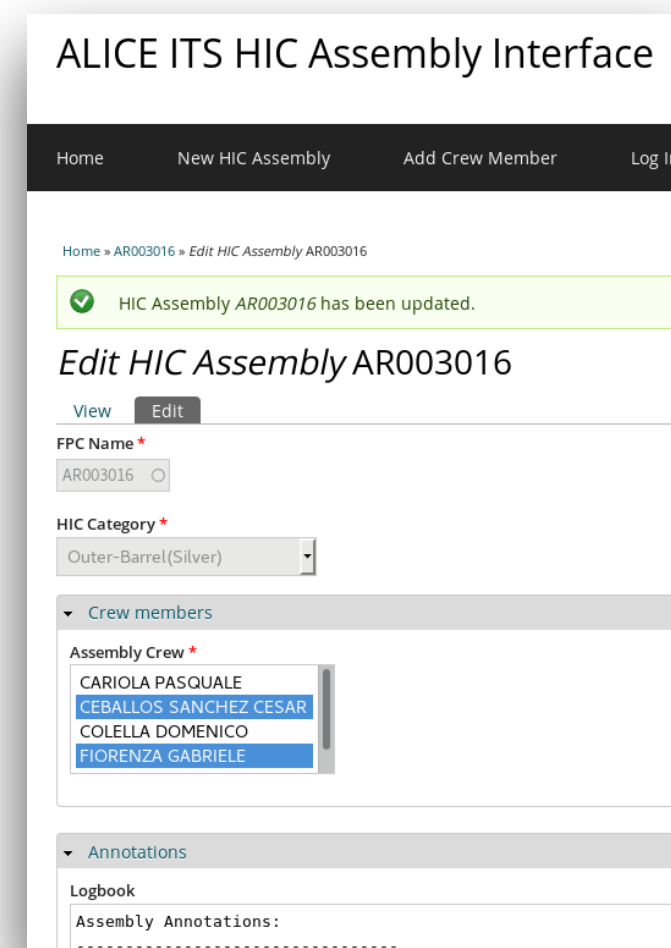 ALICE ITS HIC Assembly Interface
Home New HIC Assembly Add Crew Member Log
Home » AR003016 » Edit HIC Assembly AR003016
HIC Assembly AR003016 has been updated.
Edit HIC Assembly AR003016
View Edit
FPC Name *
AR003016
HIC Category *
Outer-Barrel(Silver)
Crew members
Assembly Crew *
CARIOLA PASQUALE
CEBALLOS SANCHEZ CESAR
COLELLA DOMENICO
FIORENZA GABRIELE
Annotations
Logbook
Assembly Annotations:
---------------------------------